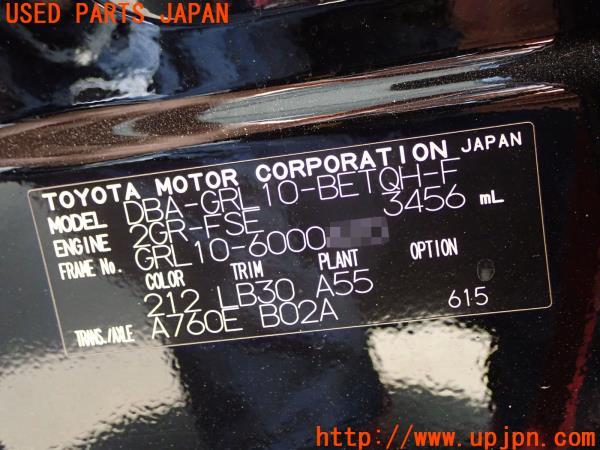 USED PARTS JAPAN
TOYOTA MOTOR CORPORATION JAPAN
MODEL DBA-GRL10-BETQH-F
ENGINE 2GR-FSE 3456 mL
FRAME No. GRL10-6000
COLOR TRIM PLANT OPTION
212 LB30 A55
TRANS./AXLE A760E B02A 615
http://www.upjpn.com